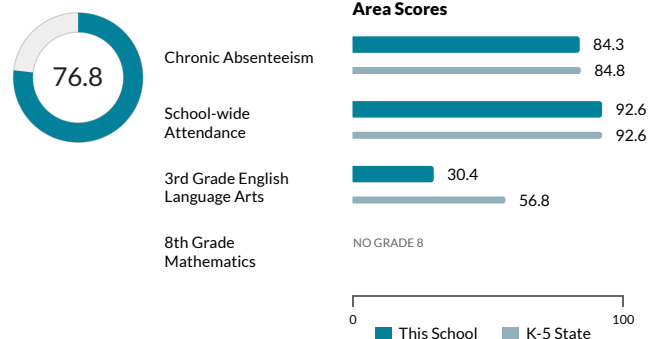 Area Scores
76.8
Chronic Absenteeism
84.3
84.8
School-wide
Attendance
92.6
92.6
3rd Grade English
Language Arts
30.4
56.8
8th Grade
Mathematics
NO GRADE 8
0
100
This School
K-5 State